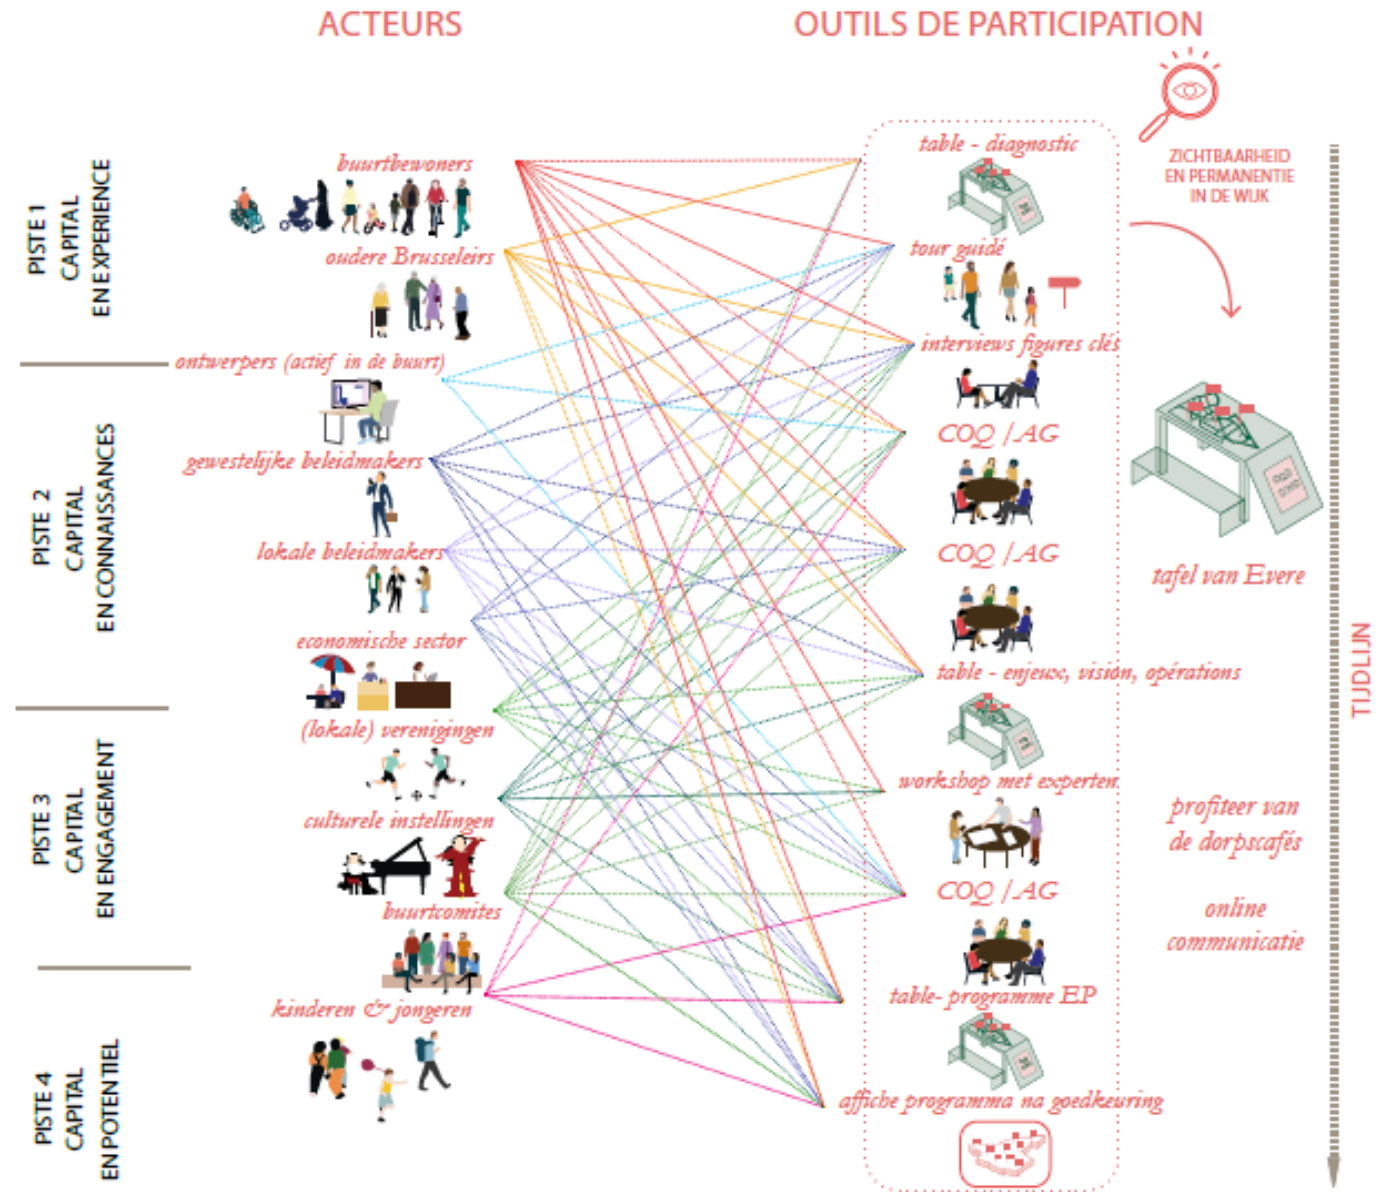 ACTEURS
OUTILS DE PARTICIPATION
PISTE 1
CAPITAL
EN EXPERIENCE
buurtbewoners
oudere Brusseleirs
PISTE 2
CAPITAL
EN CONNAISSANCES
ontwerpers (actief in de buurt)
gewestelijke beleidmakers
lokale beleidmakers
economische sector
PISTE 3
CAPITAL
EN ENGAGEMENT
(lokale) verenigingen
culturele instellingen
buurtcomites
PISTE 4
CAPITAL
EN POTENTIEL
kinderen & jongeren
table - diagnostic
tour guidé
interviews figures clés
COQ / AG
COQ / AG
table - enjeux, vision, opérations
workshop met experten
COQ / AG
table- programme EP
affiche programma na goedkeuring
ZICHTBAARHEID
EN PERMANENTIE
IN DE WIJK
tafel van Evere
profiteer van
de dorpscafés
online
communicatie
TIJDLIJN